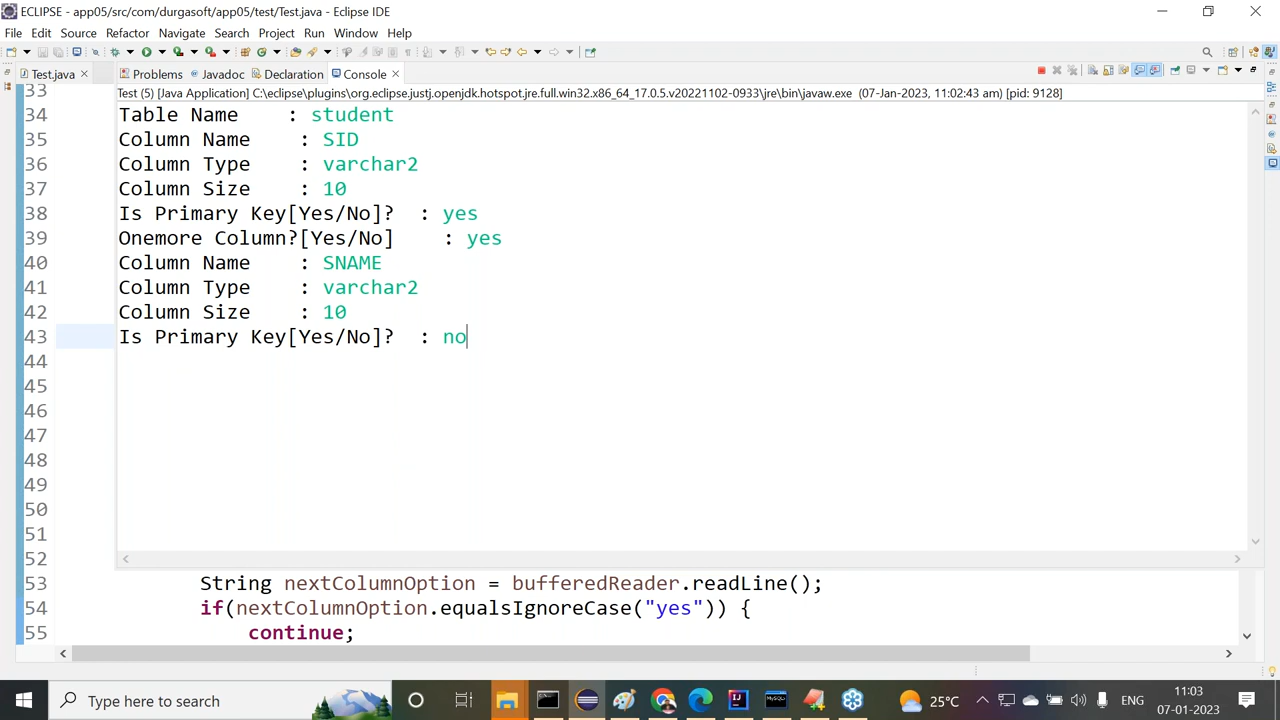 ECLIPSE - app05/src/com/durgasoft/app05/test/Test.java - Eclipse IDE
File Edit Source Refactor Navigate Search Project Run Window Help
Test.java Problems Javadoc Declaration Console
Test (5) [Java Application] C:\eclipse\plugins\org.eclipse.justj.openjdk.hotspot.jre.full.win32.x86_64_17.0.5.v20221102-0933\jre\bin\javaw.exe (07-Jan-2023, 11:02:43 am) [pid: 9128]
33
34 Table Name : student
35 Column Name : SID
36 Column Type : varchar2
37 Column Size : 10
38 Is Primary Key[Yes/No]? : yes
39 Onemore Column?[Yes/No] : yes
40 Column Name : SNAME
41 Column Type : varchar2
42 Column Size : 10
43 Is Primary Key[Yes/No]? : no
44
45
46
47
48
49
50
51
52
53 String nextColumnOption = bufferedReader.readLine();
54 if(nextColumnOption.equalsIgnoreCase("yes")) {
55 continue;
Type here to search 25°C ENG 11:03
07-01-2023